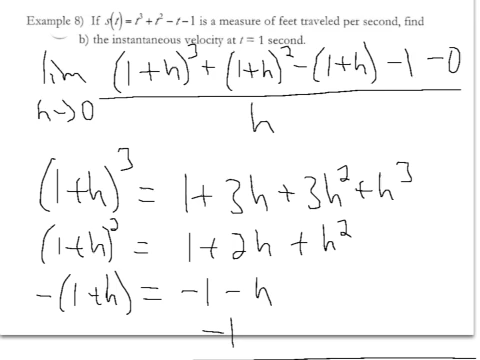 Example 8) If s(t) = t³ + t² − t − 1 is a measure of feet traveled per second, find
b) the instantaneous velocity at t = 1 second.
lim (1+h)³ + (1+h)² − (1+h) − 1 − 0
h→0 h
(1+h)³ = 1 + 3h + 3h² + h³
(1+h)² = 1 + 2h + h²
−(1+h) = −1 − h
−1